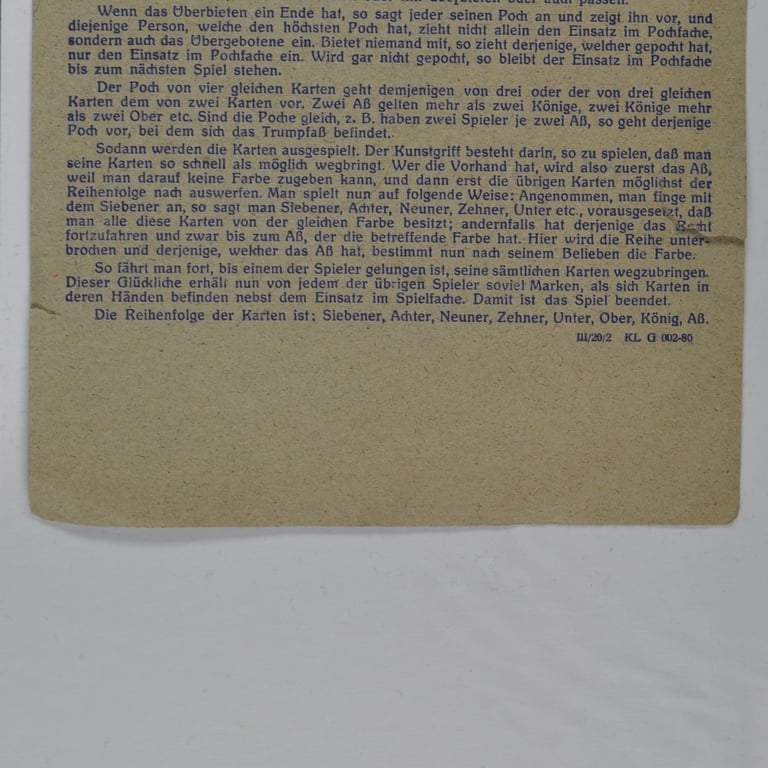 überbieten oder auch passen.
Wenn das Überbieten ein Ende hat, so sagt jeder seinen Poch an und zeigt ihn vor, und
diejenige Person, welche den höchsten Poch hat, zieht nicht allein den Einsatz im Pochfache,
sondern auch das Übergebotene ein. Bietet niemand mit, so zieht derjenige, welcher gepocht hat,
nur den Einsatz im Pochfache ein. Wird gar nicht gepocht, so bleibt der Einsatz im Pochfache
bis zum nächsten Spiel stehen.
Der Poch von vier gleichen Karten geht demjenigen von drei oder der von drei gleichen
Karten dem von zwei Karten vor. Zwei Aß gelten mehr als zwei Könige, zwei Könige mehr
als zwei Ober etc. Sind die Poche gleich, z. B. haben zwei Spieler je zwei Aß, so geht derjenige
Poch vor, bei dem sich das Trumpfaß befindet.
Sodann werden die Karten ausgespielt. Der Kunstgriff besteht darin, so zu spielen, daß man
seine Karten so schnell als möglich wegbringt. Wer die Vorhand hat, wird also zuerst das Aß,
weil man darauf keine Farbe zugeben kann, und dann erst die übrigen Karten möglichst der
Reihenfolge nach auswerfen. Man spielt nun auf folgende Weise: Angenommen, man finge mit
dem Siebener an, so sagt man Siebener, Achter, Neuner, Zehner, Unter etc., vorausgesetzt, daß
man alle diese Karten von der gleichen Farbe besitzt; andernfalls hat derjenige das Recht
fortzufahren und zwar bis zum Aß, der die betreffende Farbe hat. Hier wird die Reihe unter-
brochen und derjenige, welcher das Aß hat, bestimmt nun nach seinem Belieben die Farbe.
So fährt man fort, bis einem der Spieler gelungen ist, seine sämtlichen Karten wegzubringen.
Dieser Glückliche erhält nun von jedem der übrigen Spieler soviel Marken, als sich Karten in
deren Händen befinden nebst dem Einsatz im Spielfache. Damit ist das Spiel beendet.
Die Reihenfolge der Karten ist: Siebener, Achter, Neuner, Zehner, Unter, Ober, König, Aß.
III/20/2 KL G 002-80